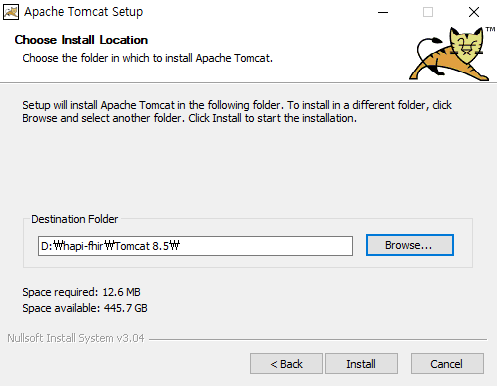 Apache Tomcat Setup
Choose Install Location
Choose the folder in which to install Apache Tomcat.
TM
Setup will install Apache Tomcat in the following folder. To install in a different folder, click
Browse and select another folder. Click Install to start the installation.
Destination Folder
D:₩hapi-fhir₩Tomcat 8.5₩
Browse...
Space required: 12.6 MB
Space available: 445.7 GB
Nullsoft Install System v3.04
< Back
Install
Cancel